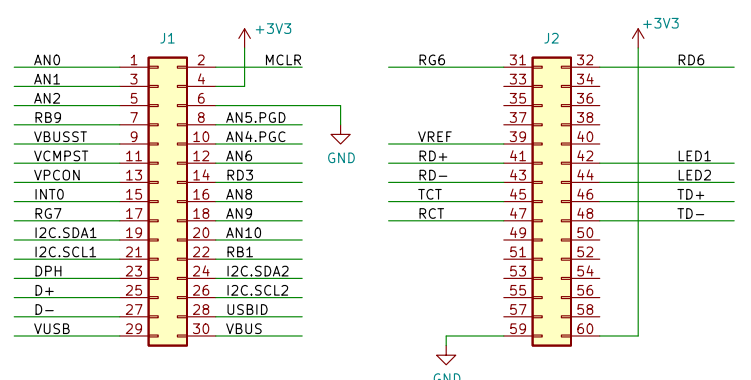 J1 +3V3 J2 +3V3
AN0 1 2 MCLR RG6 31 32 RD6
AN1 3 4 33 34
AN2 5 6 35 36
RB9 7 8 AN5.PGD 37 38
VBUSST 9 10 AN4.PGC VREF 39 40
VCMPST 11 12 AN6 GND RD+ 41 42 LED1
VPCON 13 14 RD3 RD- 43 44 LED2
INT0 15 16 AN8 TCT 45 46 TD+
RG7 17 18 AN9 RCT 47 48 TD-
I2C.SDA1 19 20 AN10 49 50
I2C.SCL1 21 22 RB1 51 52
DPH 23 24 I2C.SDA2 53 54
D+ 25 26 I2C.SCL2 55 56
D- 27 28 USBID 57 58
VUSB 29 30 VBUS 59 60
GND